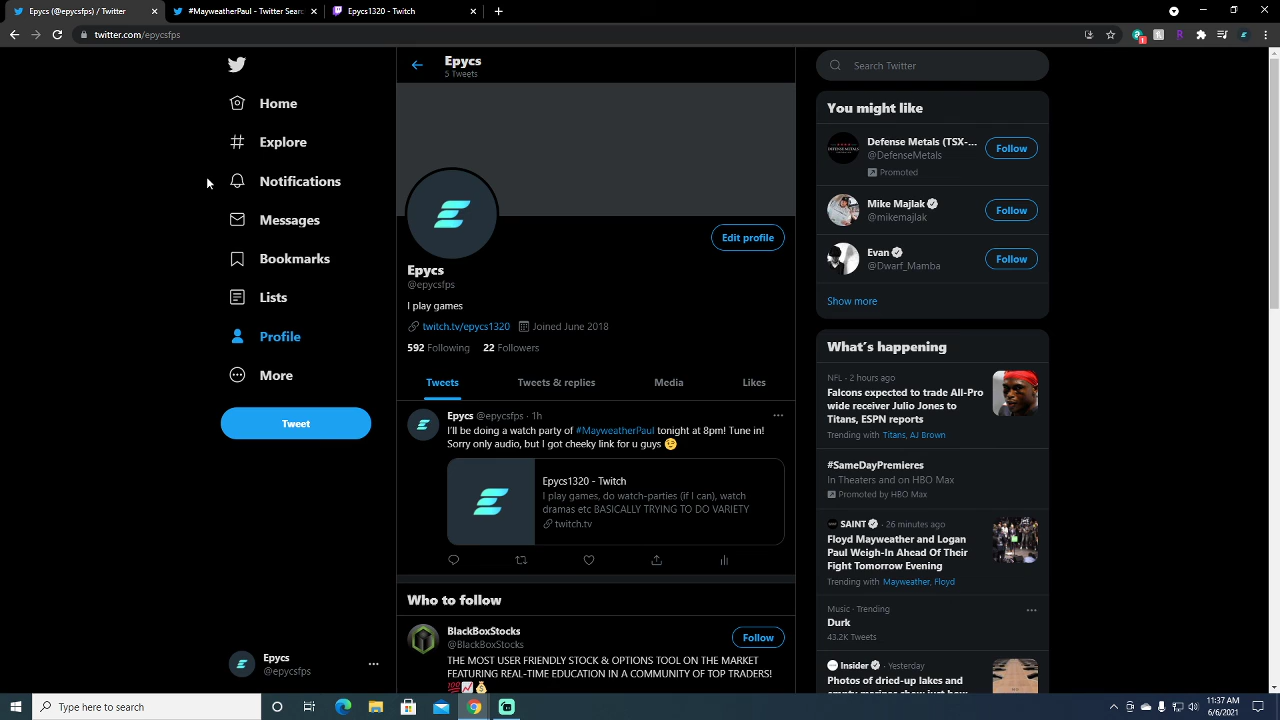 Epycs (@epycsfps) / Twitter
#MayweatherPaul - Twitter Sear
Epycs1320 - Twitch
twitter.com/epycsfps
Home
Explore
Notifications
Messages
Bookmarks
Lists
Profile
More
Tweet
Epycs
@epycsfps
Epycs
5 Tweets
Edit profile
Epycs
@epycsfps
I play games
twitch.tv/epycs1320 Joined June 2018
592 Following 22 Followers
Tweets Tweets & replies Media Likes
Epycs @epycsfps · 1h
I'll be doing a watch party of #MayweatherPaul tonight at 8pm! Tune in!
Sorry only audio, but I got cheeky link for u guys 😉
Epycs1320 - Twitch
I play games, do watch-parties (if I can), watch
dramas etc BASICALLY TRYING TO DO VARIETY
twitch.tv
Who to follow
BlackBoxStocks
@BlackBoxStocks
Follow
THE MOST USER FRIENDLY STOCK & OPTIONS TOOL ON THE MARKET
FEATURING REAL-TIME EDUCATION IN A COMMUNITY OF TOP TRADERS!
💯📈💰
Search Twitter
You might like
Defense Metals (TSX-...
@DefenseMetals
Promoted
Follow
Mike Majlak
@mikemajlak
Follow
Evan
@Dwarf_Mamba
Follow
Show more
What's happening
NFL · 2 hours ago
Falcons expected to trade All-Pro
wide receiver Julio Jones to
Titans, ESPN reports
Trending with Titans, AJ Brown
#SameDayPremieres
In Theaters and on HBO Max
Promoted by HBO Max
SAINT · 26 minutes ago
Floyd Mayweather and Logan
Paul Weigh-In Ahead Of Their
Fight Tomorrow Evening
Trending with Mayweather, Floyd
Music · Trending
Durk
43.2K Tweets
Insider · Yesterday
Photos of dried-up lakes and
Type here to search
11:37 AM
6/6/2021